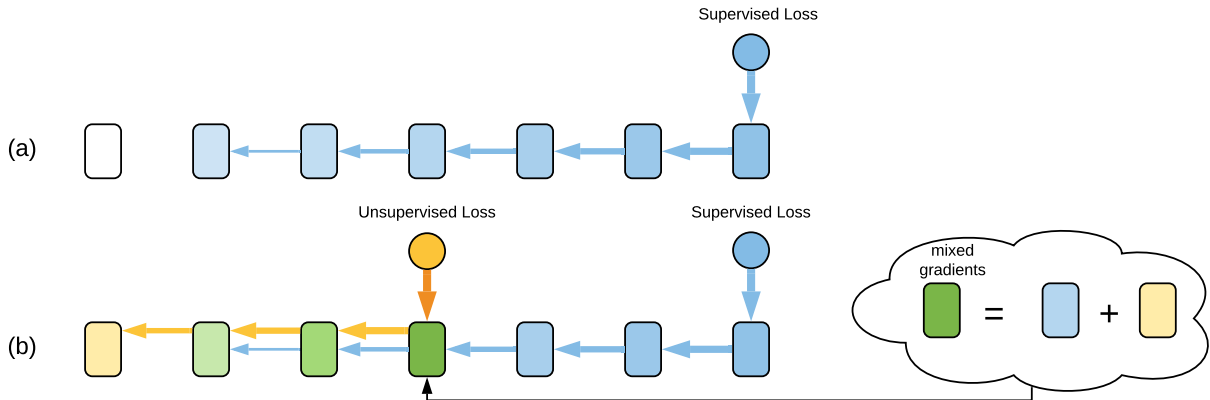 Supervised Loss
(a)
Unsupervised Loss
Supervised Loss
mixed
gradients
= +
(b)